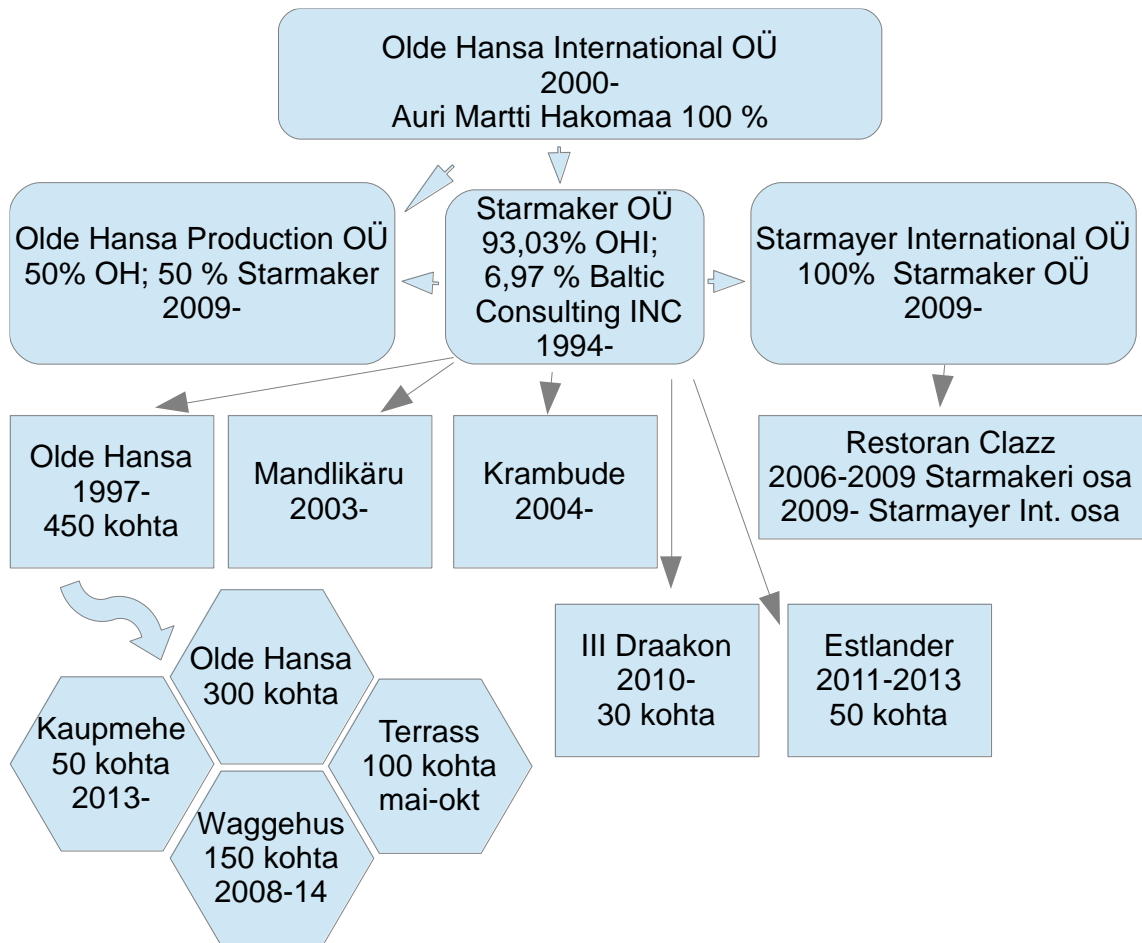 Olde Hansa International OÜ
2000-
Auri Martti Hakomaa 100 %
Olde Hansa Production OÜ
50% OH; 50 % Starmaker
2009-
Starmaker OÜ
93,03% OHI;
6,97 % Baltic
Consulting INC
1994-
Starmayer International OÜ
100% Starmaker OÜ
2009-
Olde Hansa
1997-
450 kohta
Mandlikäru
2003-
Krambude
2004-
Restoran Clazz
2006-2009 Starmakeri osa
2009- Starmayer Int. osa
III Draakon
2010-
30 kohta
Estlander
2011-2013
50 kohta
Olde Hansa
300 kohta
Kaupmehe
50 kohta
2013-
Terrass
100 kohta
mai-okt
Waggehus
150 kohta
2008-14